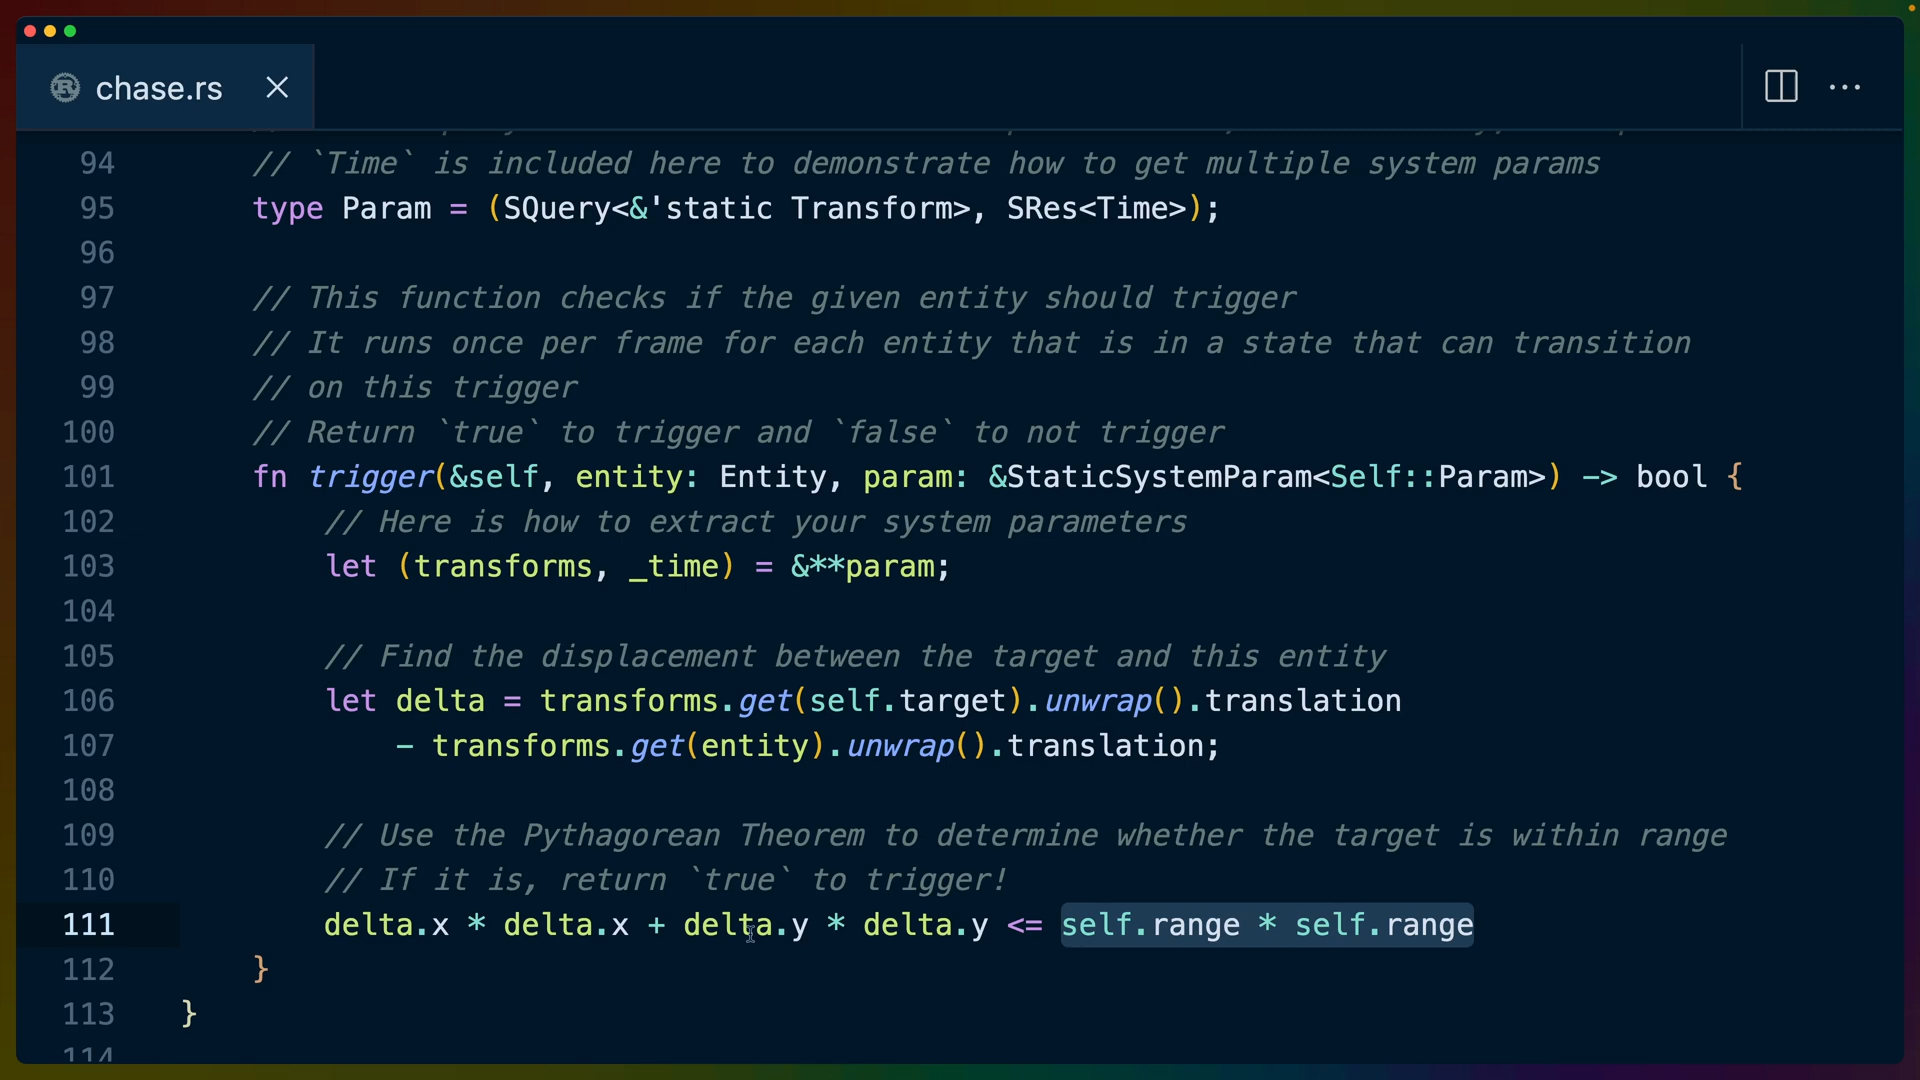 chase.rs
94 // `Time` is included here to demonstrate how to get multiple system params
95 type Param = (SQuery<&'static Transform>, SRes<Time>);
96
97 // This function checks if the given entity should trigger
98 // It runs once per frame for each entity that is in a state that can transition
99 // on this trigger
100 // Return `true` to trigger and `false` to not trigger
101 fn trigger(&self, entity: Entity, param: &StaticSystemParam<Self::Param>) -> bool {
102 // Here is how to extract your system parameters
103 let (transforms, _time) = &**param;
104
105 // Find the displacement between the target and this entity
106 let delta = transforms.get(self.target).unwrap().translation
107 - transforms.get(entity).unwrap().translation;
108
109 // Use the Pythagorean Theorem to determine whether the target is within range
110 // If it is, return `true` to trigger!
111 delta.x * delta.x + delta.y * delta.y <= self.range * self.range
112 }
113 }
114